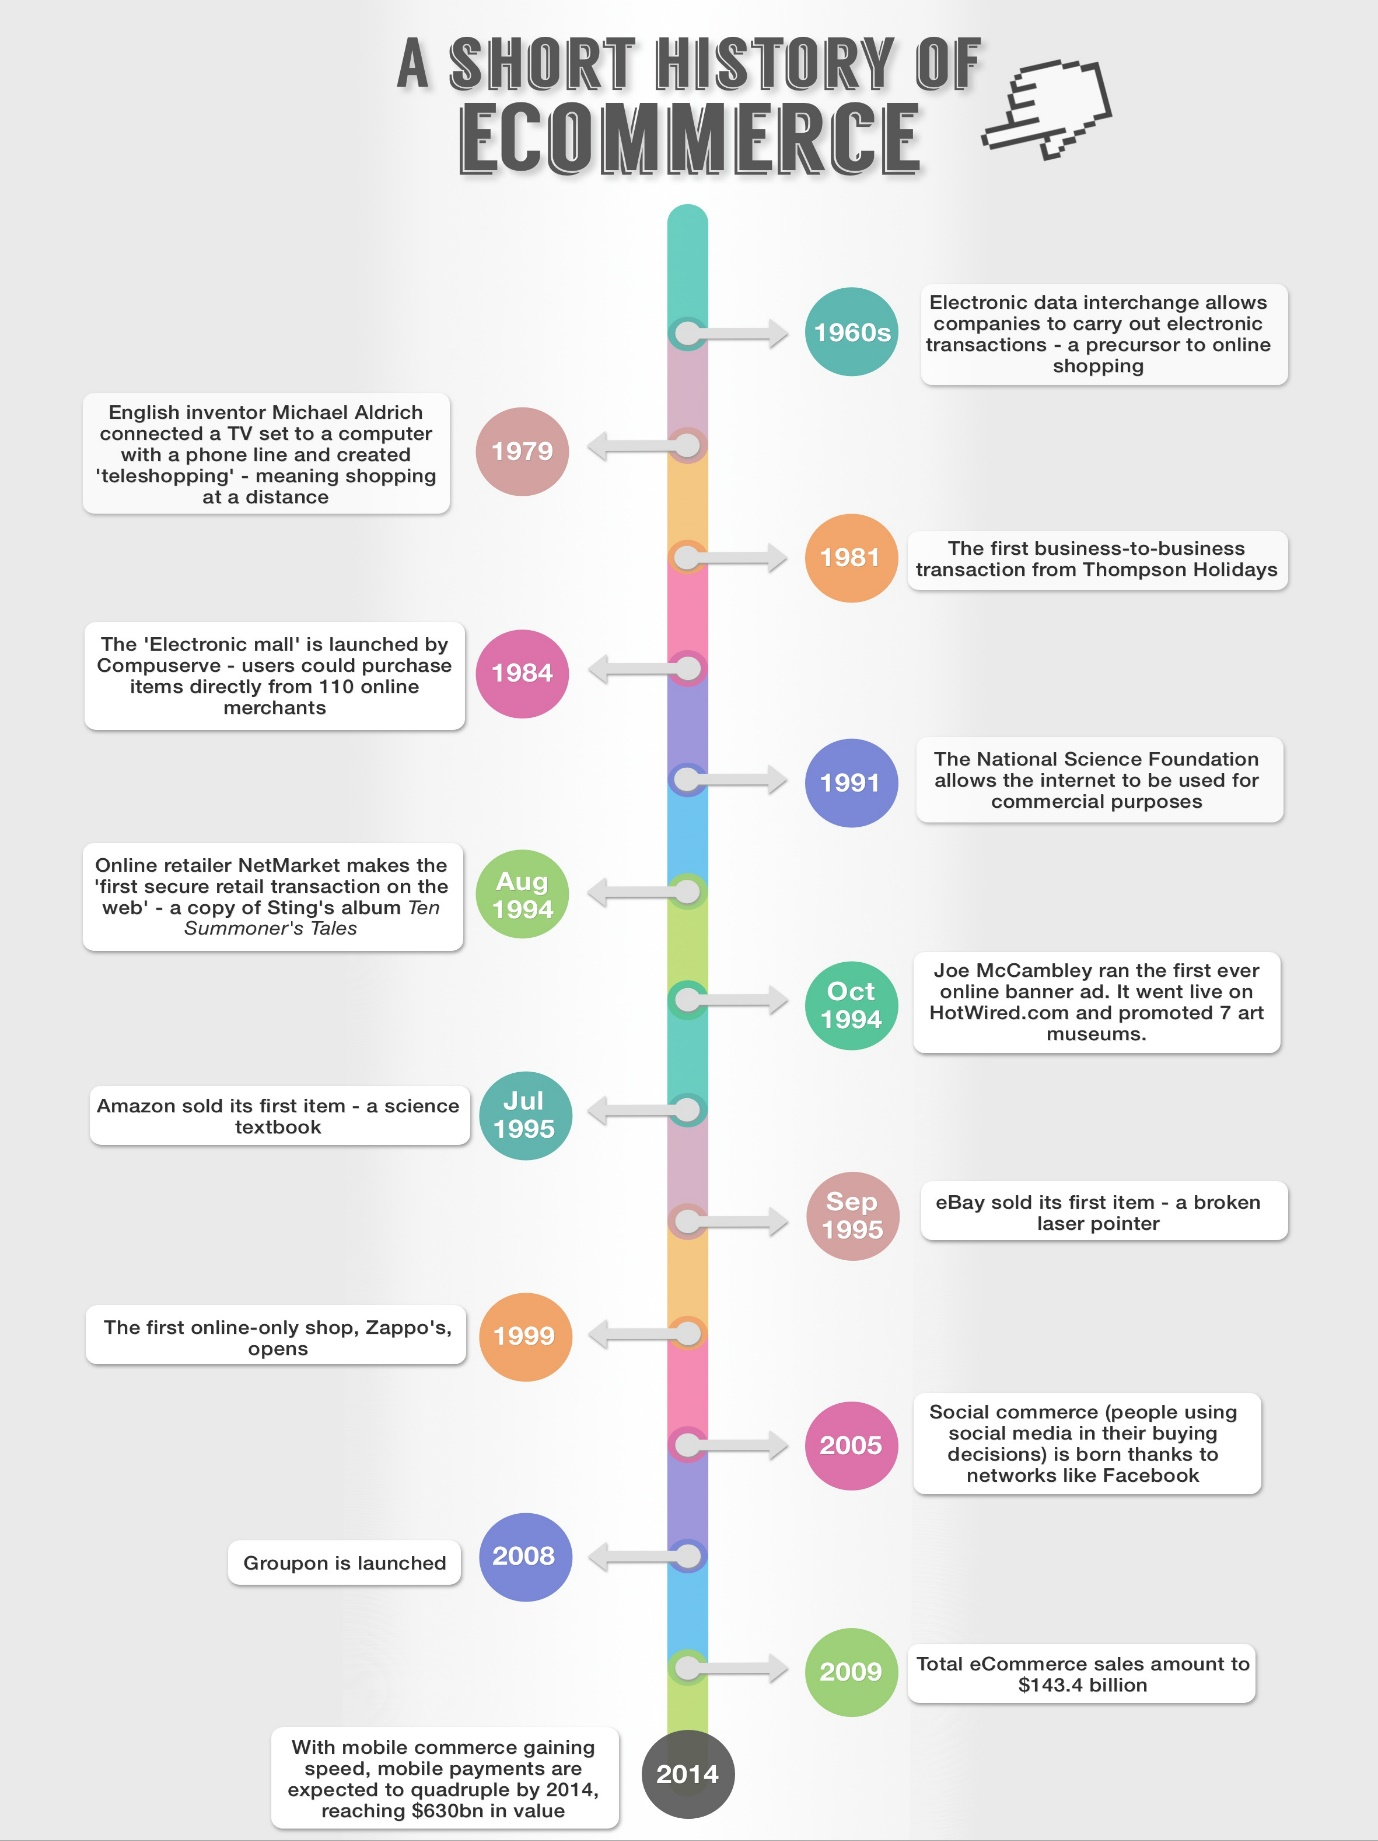 A SHORT HISTORY OF
ECOMMERCE
1960s
Electronic data interchange allows
companies to carry out electronic
transactions - a precursor to online
shopping
English inventor Michael Aldrich
connected a TV set to a computer
with a phone line and created
'teleshopping' - meaning shopping
at a distance
1979
1981
The first business-to-business
transaction from Thompson Holidays
The 'Electronic mall' is launched by
Compuserve - users could purchase
items directly from 110 online
merchants
1984
1991
The National Science Foundation
allows the internet to be used for
commercial purposes
Online retailer NetMarket makes the
'first secure retail transaction on the
web' - a copy of Sting's album Ten
Summoner's Tales
Aug
1994
Oct
1994
Joe McCambley ran the first ever
online banner ad. It went live on
HotWired.com and promoted 7 art
museums.
Amazon sold its first item - a science
textbook
Jul
1995
Sep
1995
eBay sold its first item - a broken
laser pointer
The first online-only shop, Zappo's,
opens
1999
2005
Social commerce (people using
social media in their buying
decisions) is born thanks to
networks like Facebook
Groupon is launched
2008
2009
Total eCommerce sales amount to
$143.4 billion
With mobile commerce gaining
speed, mobile payments are
expected to quadruple by 2014,
reaching $630bn in value
2014